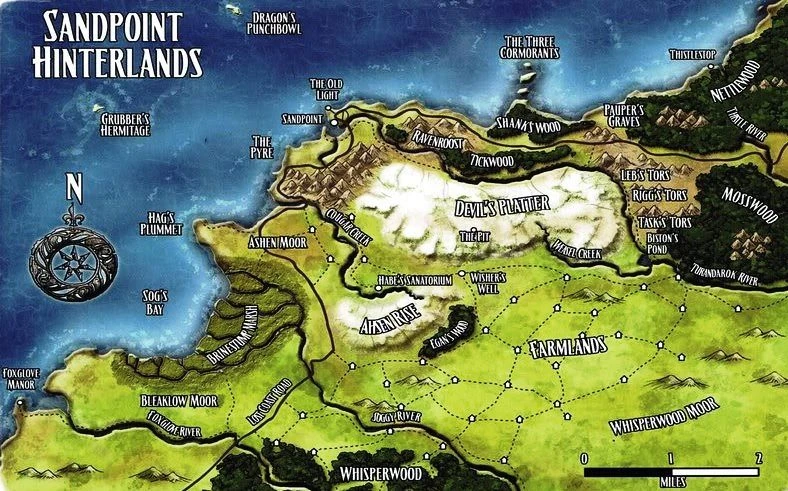 SANDPOINT
HINTERLANDS
DRAGON'S
PUNCHBOWL
THE THREE
CORMORANTS
THISTLETOP
NETTLEWOOD
THE OLD
LIGHT
GRUBBER'S
HERMITAGE
SANDPOINT
SHANK'S WOOD
PAUPER'S
GRAVES
TURTLE RIVER
THE
PYRE
RAVENROOST
TICKWOOD
LEB'S TORS
N
RIGG'S TORS
MOSSWOOD
DEVIL'S PLATTER
HAG'S
PLUMMET
COUGAR CREEK
TASK'S TORS
ASHEN MOOR
THE PIT
BISTON'S
POND
WEASEL CREEK
TURANDAROK RIVER
HABE'S SANATORIUM
WISHER'S
WELL
SOG'S
BAY
BRINESTUMP MARSH
ASHEN RISE
EGAN'S WOOD
FARMLANDS
FOXGLOVE
MANOR
BLEAKLOW MOOR
LOST COAST ROAD
SOGGY RIVER
FOXGLOVE RIVER
WHISPERWOOD MOOR
WHISPERWOOD
0 1 2
MILES